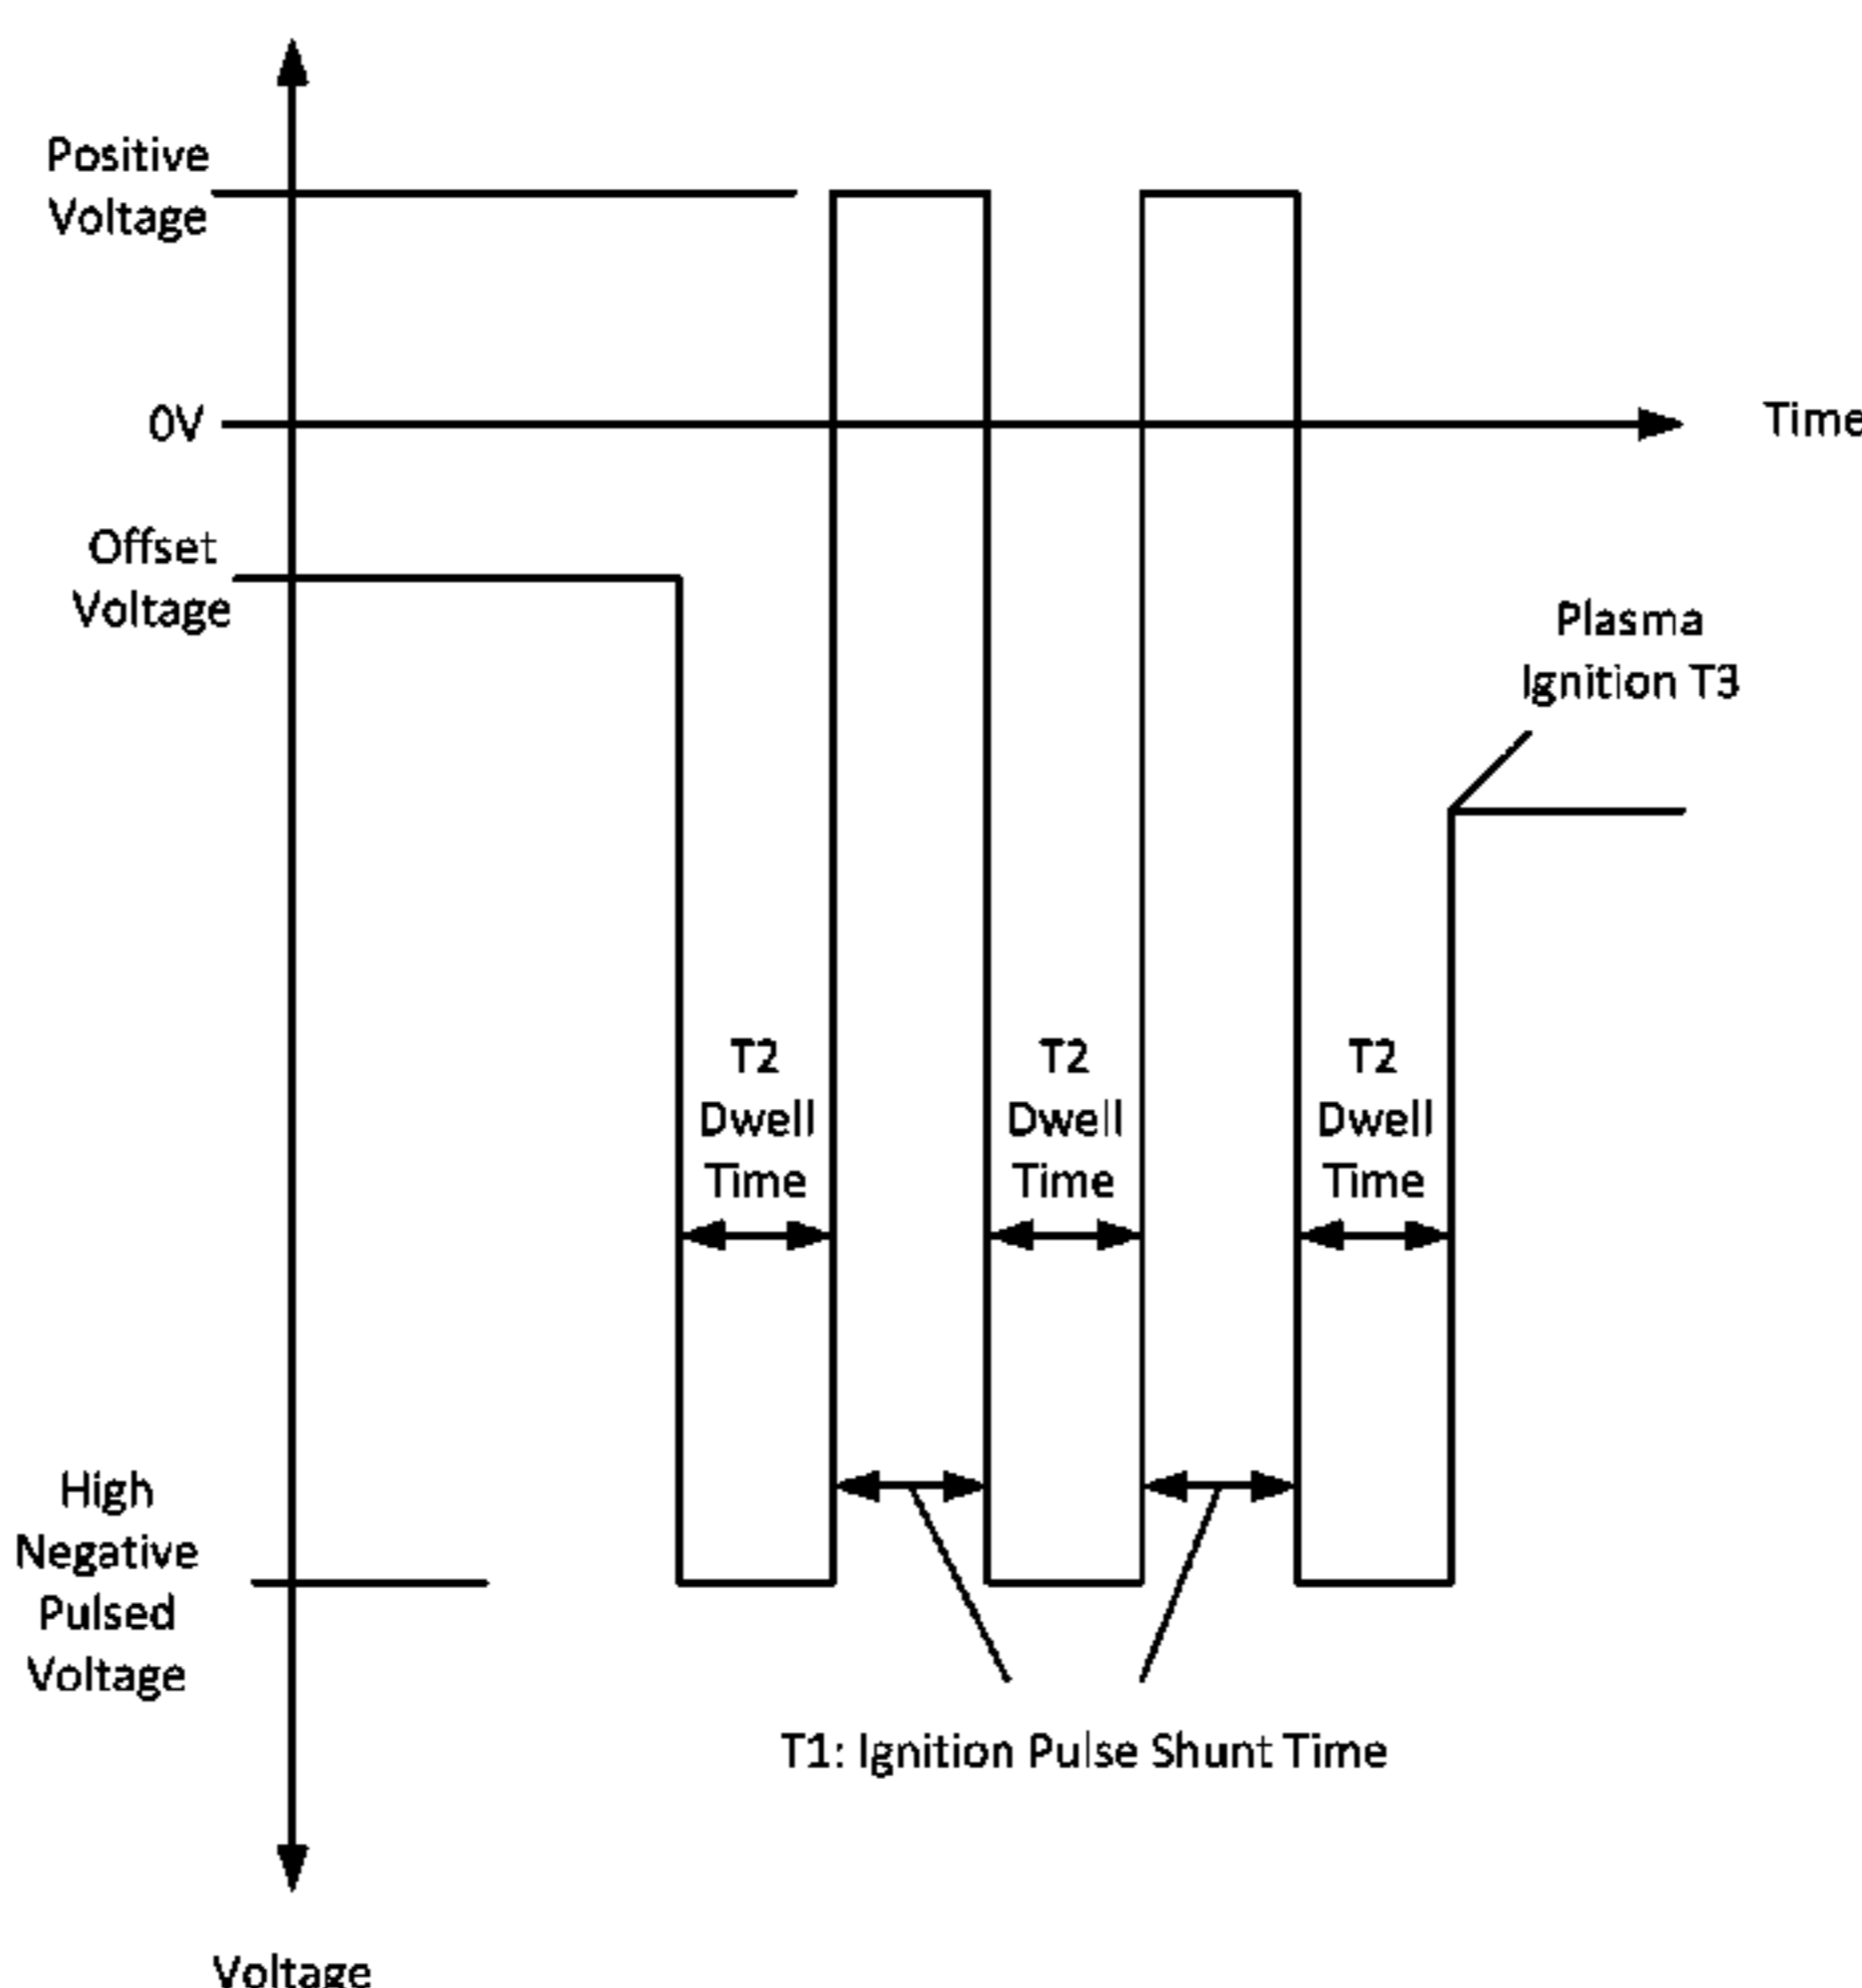 Positive
Voltage
0V
Time
Offset
Voltage
Plasma
Ignition T3
T2
Dwell
Time
T2
Dwell
Time
T2
Dwell
Time
High
Negative
Pulsed
Voltage
T1: Ignition Pulse Shunt Time
Voltage